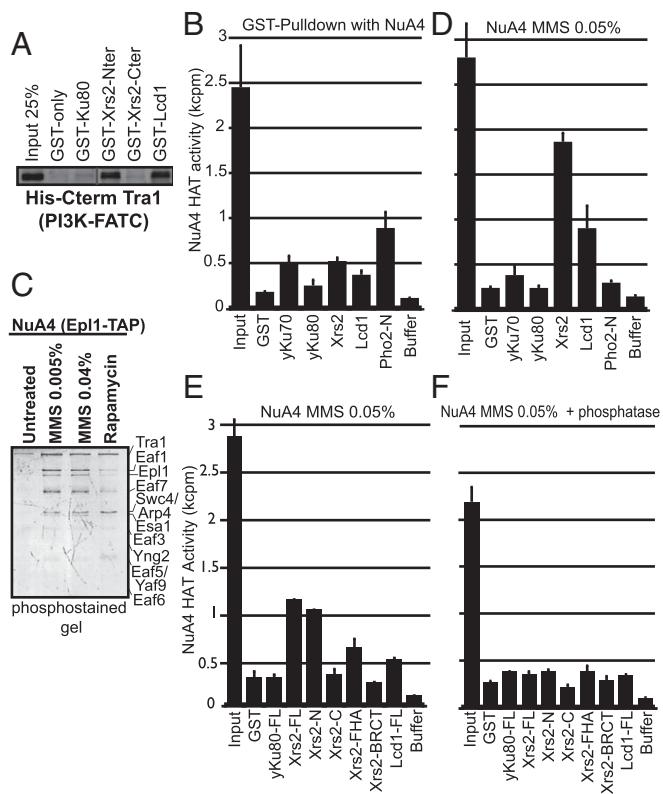 A
Input 25%
GST-only
GST-Ku80
GST-Xrs2-Nter
GST-Xrs2-Cter
GST-Lcd1
His-Cterm Tra1
(PI3K-FATC)
B
GST-Pulldown with NuA4
NuA4 HAT activity (kcpm)
3
2.5
2
1.5
1
0.5
0
Input
GST
yKu70
yKu80
Xrs2
Lcd1
Pho2-N
Buffer
D
NuA4 MMS 0.05%
Input
GST
yKu70
yKu80
Xrs2
Lcd1
Pho2-N
Buffer
C
NuA4 (Epl1-TAP)
Untreated
MMS 0.005%
MMS 0.04%
Rapamycin
Tra1
Eaf1
Epl1
Eaf7
Swc4/
Arp4
Esa1
Eaf3
Yng2
Eaf5/
Yaf9
Eaf6
phosphostained
gel
E
NuA4 MMS 0.05%
NuA4 HAT Activity (kcpm)
3
2.5
2
1.5
1
0.5
0
Input
GST
yKu80-FL
Xrs2-FL
Xrs2-N
Xrs2-C
Xrs2-FHA
Xrs2-BRCT
Lcd1-FL
Buffer
F
NuA4 MMS 0.05% + phosphatase
Input
GST
yKu80-FL
Xrs2-FL
Xrs2-N
Xrs2-C
Xrs2-FHA
Xrs2-BRCT
Lcd1-FL
Buffer